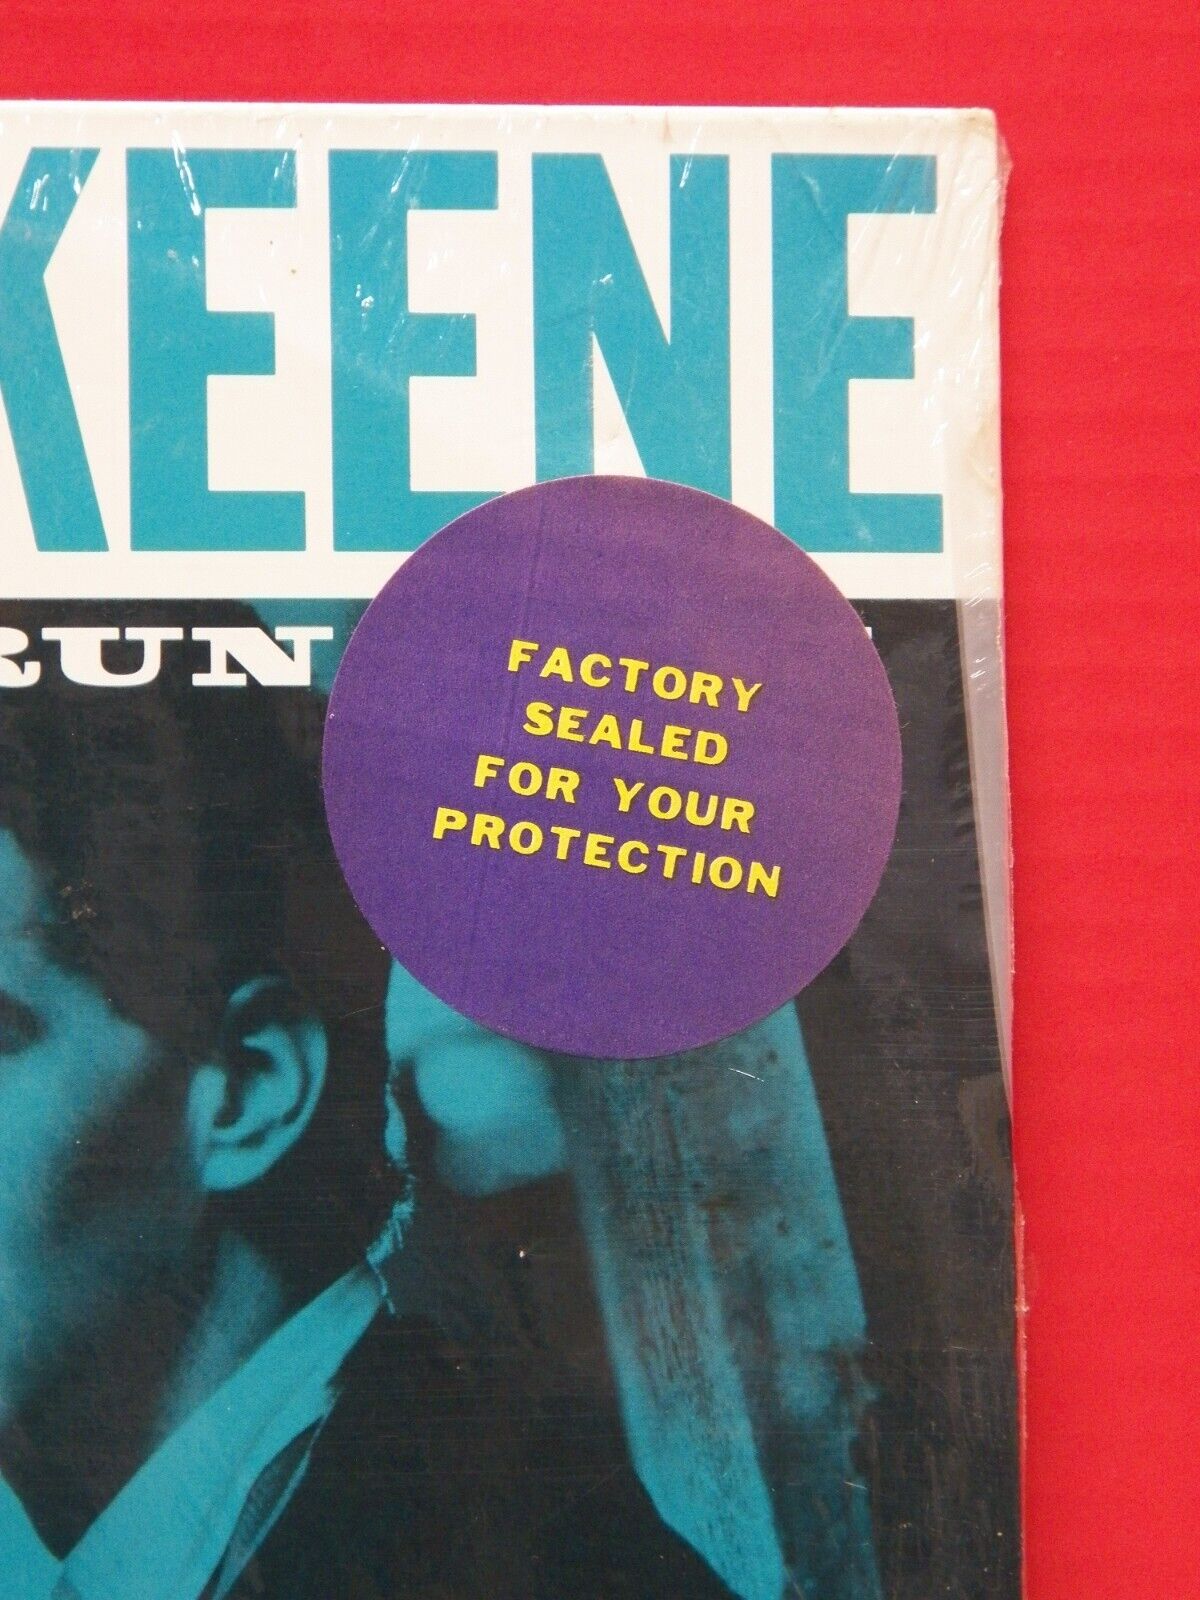 KEENE
RUN
FACTORY
SEALED
FOR YOUR
PROTECTION